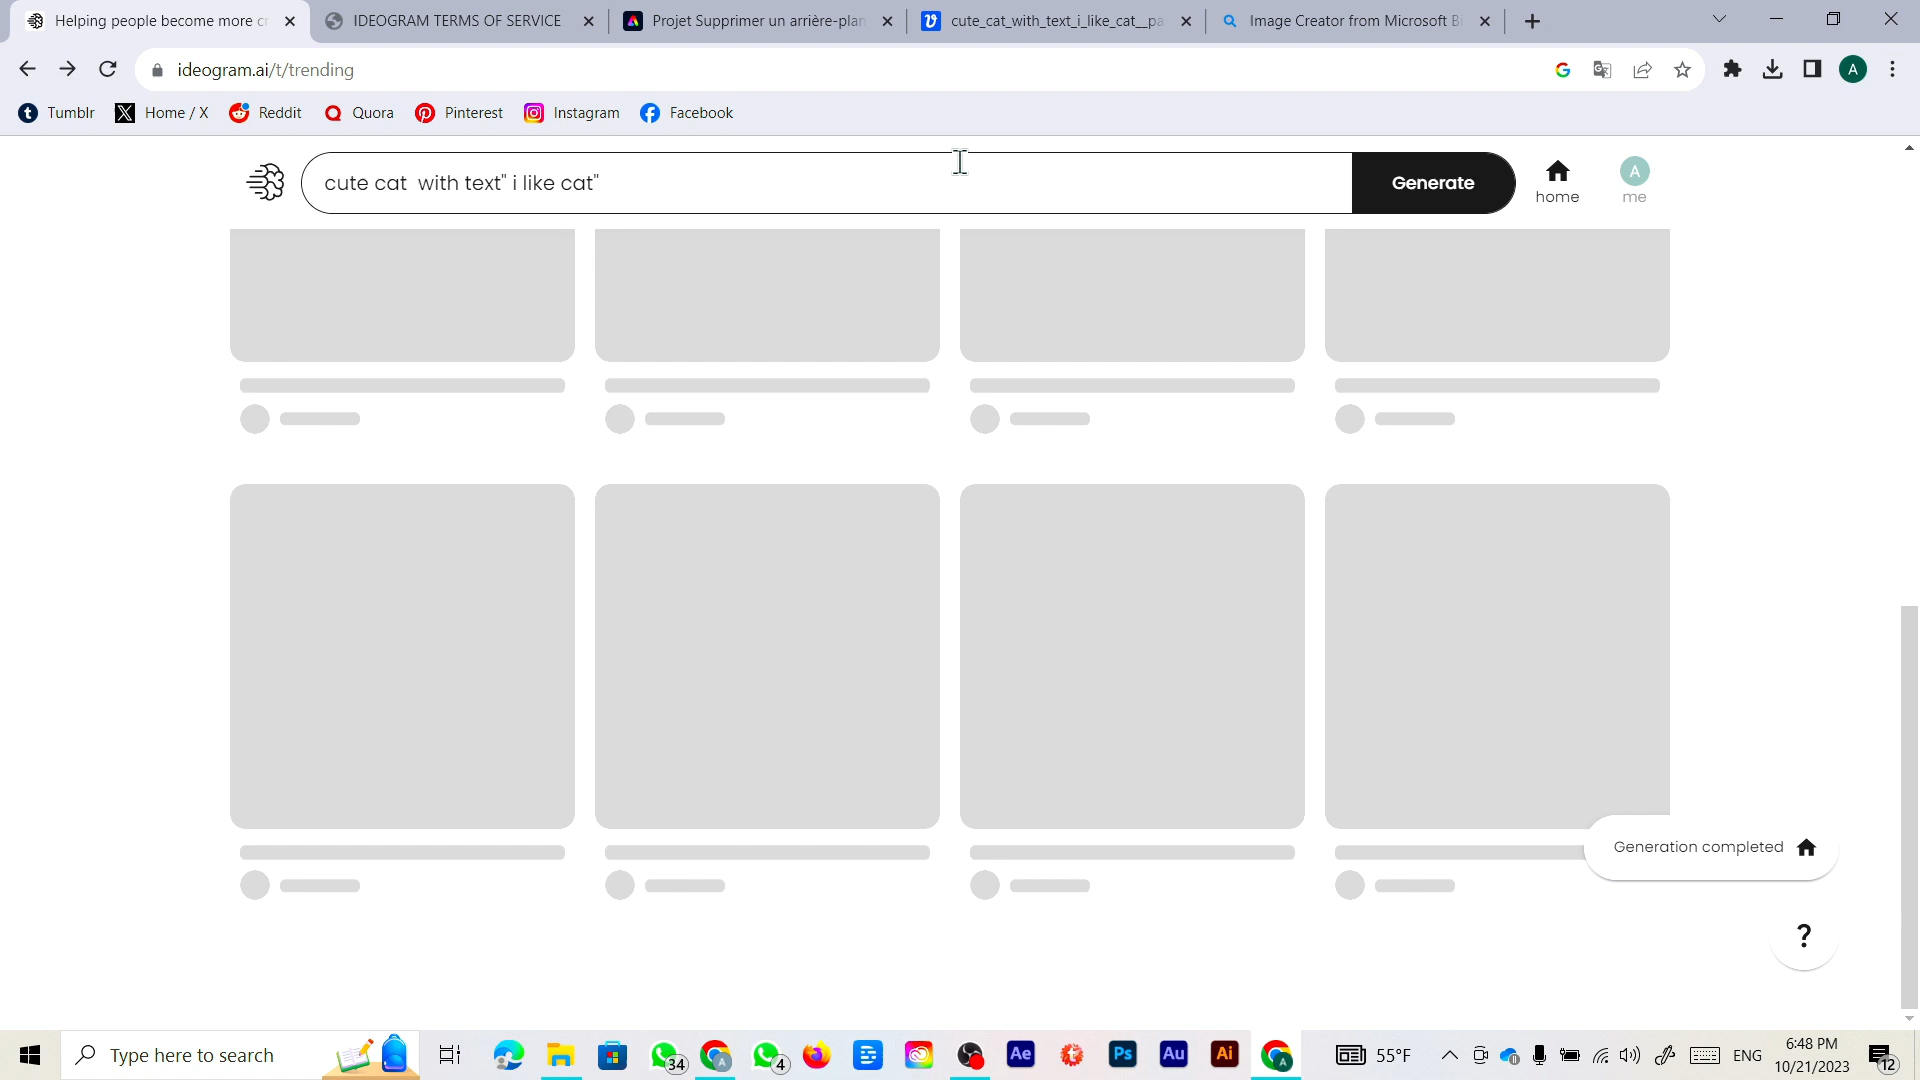 Helping people become more cr
IDEOGRAM TERMS OF SERVICE
Projet Supprimer un arrière-plan
cute_cat_with_text_i_like_cat__pa
Image Creator from Microsoft Bi
ideogram.ai/t/trending
A
Tumblr
Home / X
Reddit
Quora
Pinterest
Instagram
Facebook
cute cat  with text" i like cat"
Generate
home
A
me
Generation completed
?
Type here to search
34
A
4
Ae
Ps
Au
Ai
A
55°F
ENG
6:48 PM
10/21/2023
12